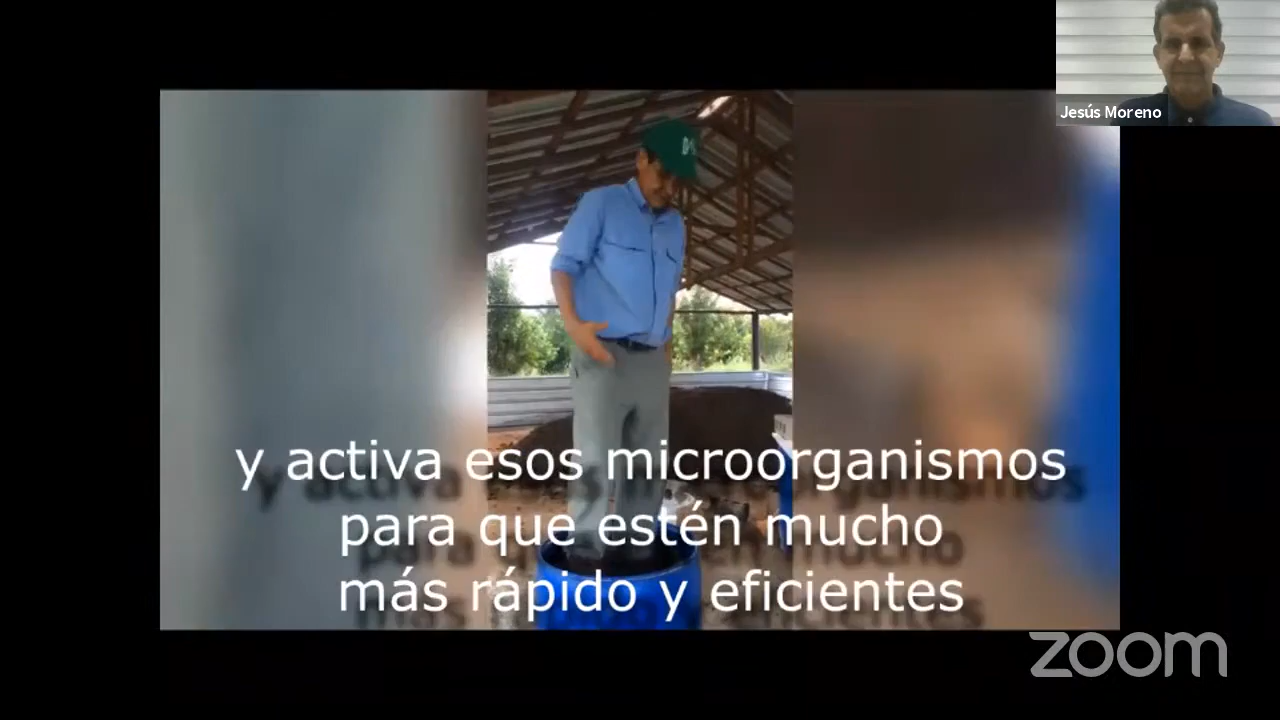 Jesús Moreno
y activa esos microorganismos
para que estén mucho
más rápido y eficientes
zoom